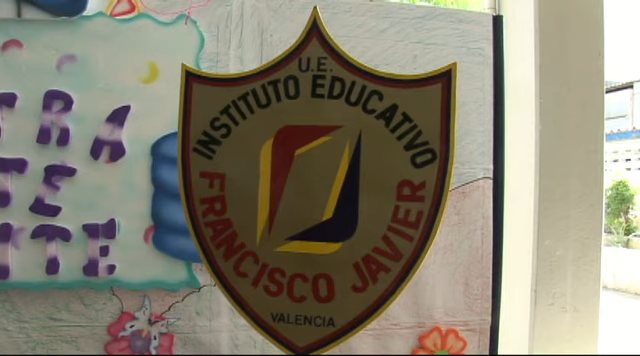 U.E.
INSTITUTO EDUCATIVO
FRANCISCO JAVIER
VALENCIA